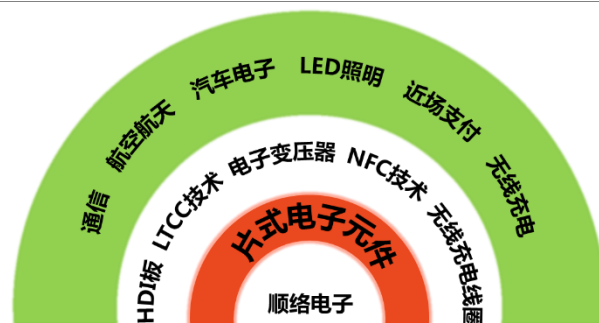 通信
航空航天
汽车电子
LED照明
近场支付
无线充电
HDI板
LTCC技术
电子变压器
NFC技术
无线充电线圈
片式电子元件
顺络电子